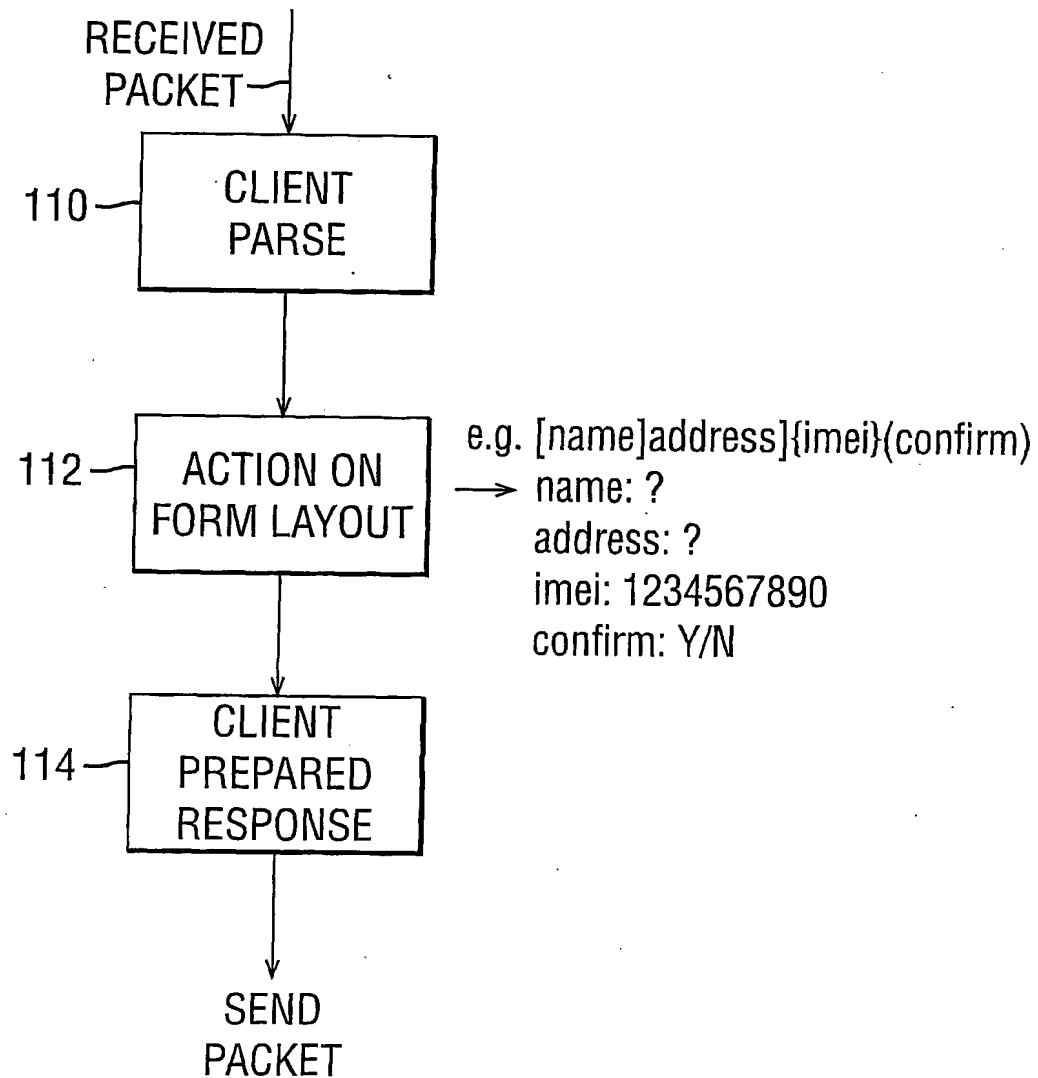 RECEIVED
PACKET
110
CLIENT
PARSE
112
ACTION ON
FORM LAYOUT
e.g. [name]address]{imei}(confirm)
name: ?
address: ?
imei: 1234567890
confirm: Y/N
114
CLIENT
PREPARED
RESPONSE
SEND
PACKET